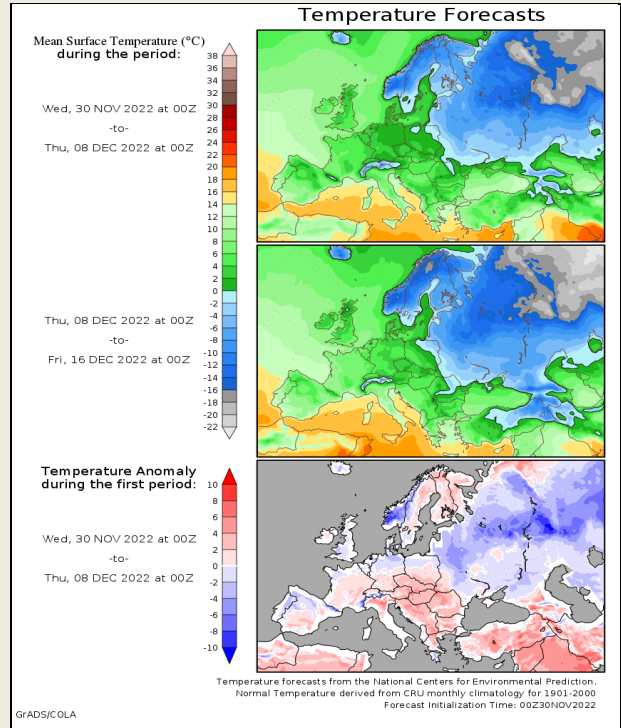 Temperature Forecasts
Mean Surface Temperature (°C)
during the period:
Wed, 30 NOV 2022 at 00Z
-to-
Thu, 08 DEC 2022 at 00Z
38
36
34
32
30
28
26
24
22
20
18
16
14
12
10
8
6
4
2
0
-2
-4
-6
-8
-10
-12
-14
-16
-18
-20
-22
Thu, 08 DEC 2022 at 00Z
-to-
Fri, 16 DEC 2022 at 00Z
Temperature Anomaly
during the first period:
Wed, 30 NOV 2022 at 00Z
-to-
Thu, 08 DEC 2022 at 00Z
10
8
6
4
2
0
-2
-4
-6
-8
-10
Temperature forecasts from the National Centers for Environmental Prediction.
Normal Temperature derived from CRU monthly climatology for 1901-2000
Forecast Initialization Time: 00Z30NOV2022
GrADS/COLA